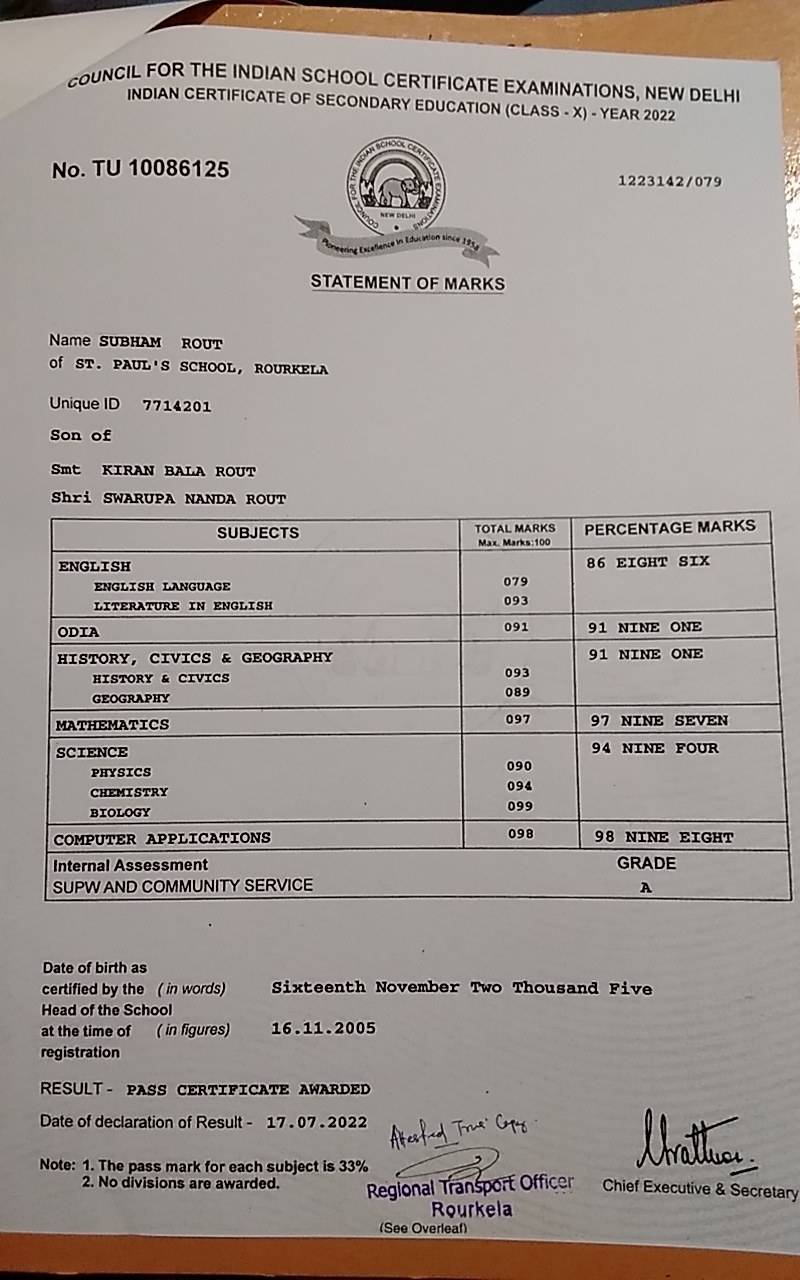 COUNCIL FOR THE INDIAN SCHOOL CERTIFICATE EXAMINATIONS, NEW DELHI
INDIAN CERTIFICATE OF SECONDARY EDUCATION (CLASS - X) - YEAR 2022
No. TU 10086125
1223142/079
COUNCIL FOR THE INDIAN SCHOOL CERTIFICATE EXAMINATIONS
NEW DELHI
Pioneering Excellence in Education since 1958
STATEMENT OF MARKS
Name SUBHAM ROUT
of ST. PAUL'S SCHOOL, ROURKELA
Unique ID 7714201
Son of
Smt KIRAN BALA ROUT
Shri SWARUPA NANDA ROUT
SUBJECTS TOTAL MARKS Max. Marks:100 PERCENTAGE MARKS
ENGLISH 86 EIGHT SIX
ENGLISH LANGUAGE 079
LITERATURE IN ENGLISH 093
ODIA 091 91 NINE ONE
HISTORY, CIVICS & GEOGRAPHY 91 NINE ONE
HISTORY & CIVICS 093
GEOGRAPHY 089
MATHEMATICS 097 97 NINE SEVEN
SCIENCE 94 NINE FOUR
PHYSICS 090
CHEMISTRY 094
BIOLOGY 099
COMPUTER APPLICATIONS 098 98 NINE EIGHT
Internal Assessment GRADE
SUPW AND COMMUNITY SERVICE A
Date of birth as
certified by the (in words) Sixteenth November Two Thousand Five
Head of the School
at the time of (in figures) 16.11.2005
registration
RESULT - PASS CERTIFICATE AWARDED
Date of declaration of Result - 17.07.2022
Attested True Copy
Note: 1. The pass mark for each subject is 33%
2. No divisions are awarded.
Regional Transport Officer
Rourkela
(See Overleaf)
Chief Executive & Secretary